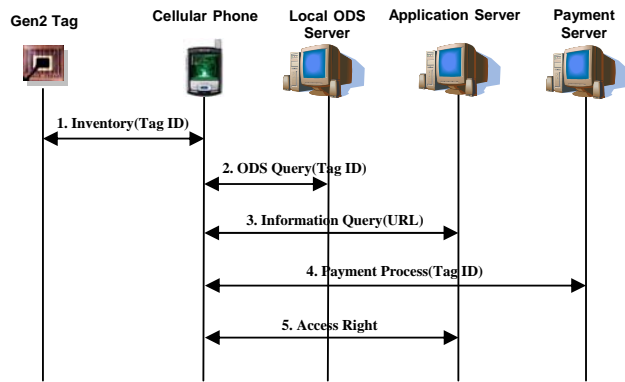 Gen2 Tag
Cellular Phone
Local ODS
Server
Application Server
Payment
Server
1. Inventory(Tag ID)
2. ODS Query(Tag ID)
3. Information Query(URL)
4. Payment Process(Tag ID)
5. Access Right